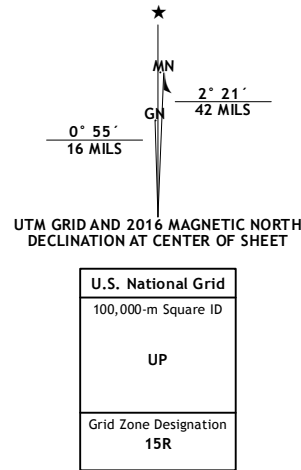 ★
MN
2° 21´
42 MILS
GN
0° 55´
16 MILS
UTM GRID AND 2016 MAGNETIC NORTH
DECLINATION AT CENTER OF SHEET
U.S. National Grid
100,000-m Square ID
UP
Grid Zone Designation
15R